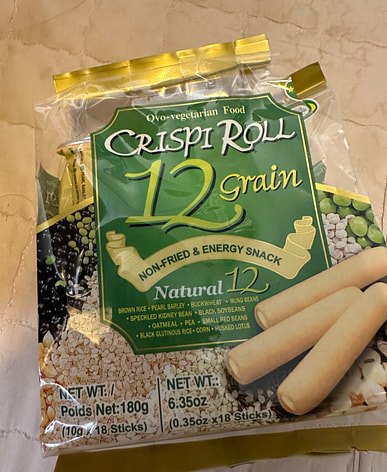 Ovo-vegetarian Food
CRISPI ROLL
12 Grain
NON-FRIED & ENERGY SNACK
Natural 12
BROWN RICE • PEARL BARLEY • BUCKWHEAT • MUNG BEANS
• SPECKLED KIDNEY BEAN • BLACK SOYBEANS
• OATMEAL • PEA • SMALL RED BEANS
• BLACK GLUTINOUS RICE • CORN • HUSKED LOTUS
NET WT. /
Poids Net:180g
(10g x 18 Sticks)
NET WT.:
6.35oz
(0.35oz x18 Sticks)